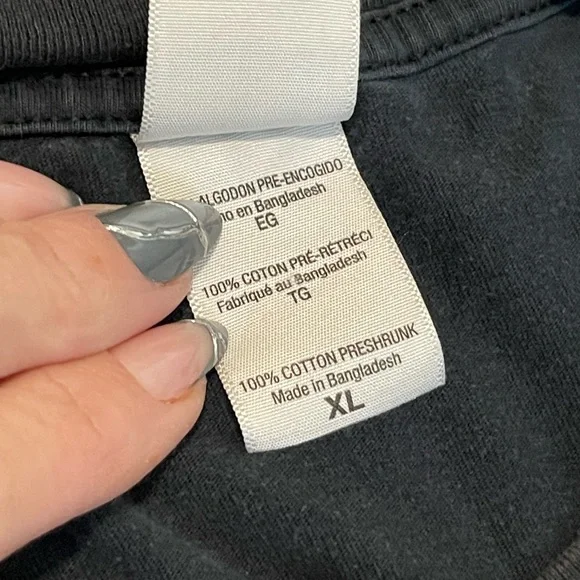 ALGODON PRE-ENCOGIDO
en Bangladesh
EG
100% COTON PRÉ-RÉTRÉCI
Fabriqué au Bangladesh
TG
100% COTTON PRESHRUNK
Made in Bangladesh
XL